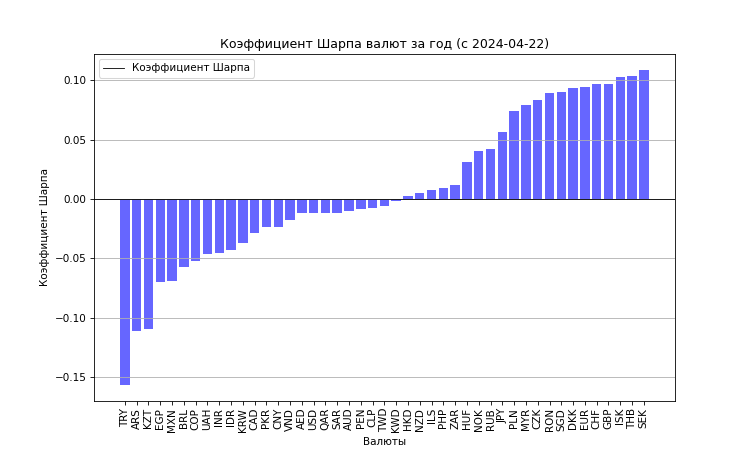 Коэффициент Шарпа валют за год (с 2024-04-22)
Коэффициент Шарпа
0.10
0.05
0.00
−0.05
−0.10
−0.15
Коэффициент Шарпа
TRY ARS KZT EGP MXN BRL COP UAH INR IDR KRW CAD PKR CNY VND AED USD QAR SAR AUD PEN CLP TWD KWD HKD NZD ILS PHP ZAR HUF NOK RUB JPY PLN MYR CZK RON SGD DKK EUR CHF GBP ISK THB SEK
Валюты